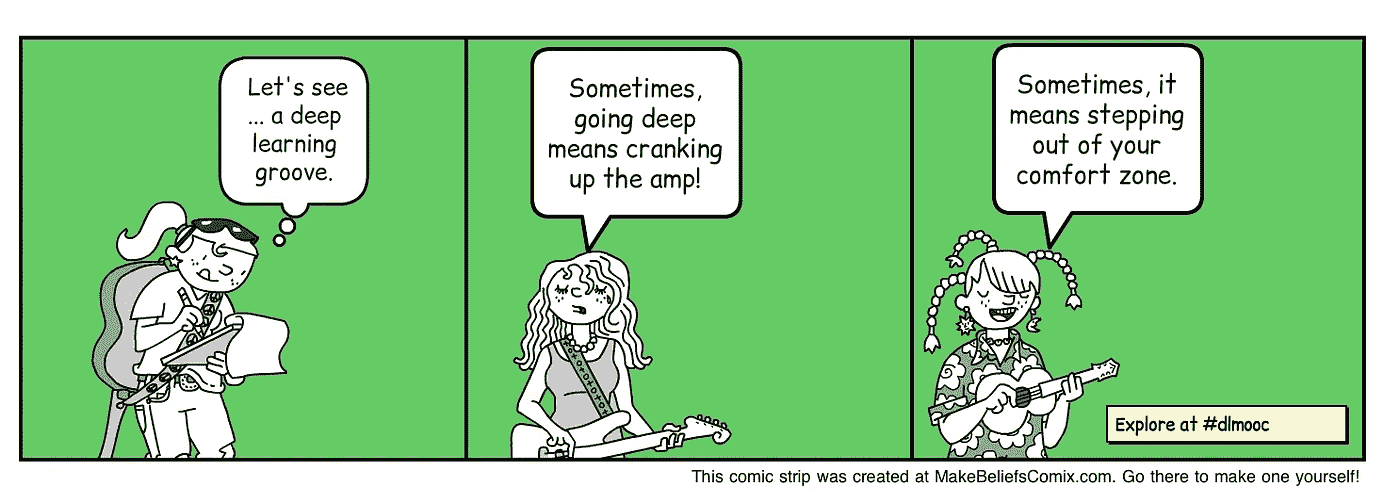 Let's see
... a deep
learning
groove.
Sometimes,
going deep
means cranking
up the amp!
Sometimes, it
means stepping
out of your
comfort zone.
Explore at #dlmooc
This comic strip was created at MakeBeliefsComix.com. Go there to make one yourself!